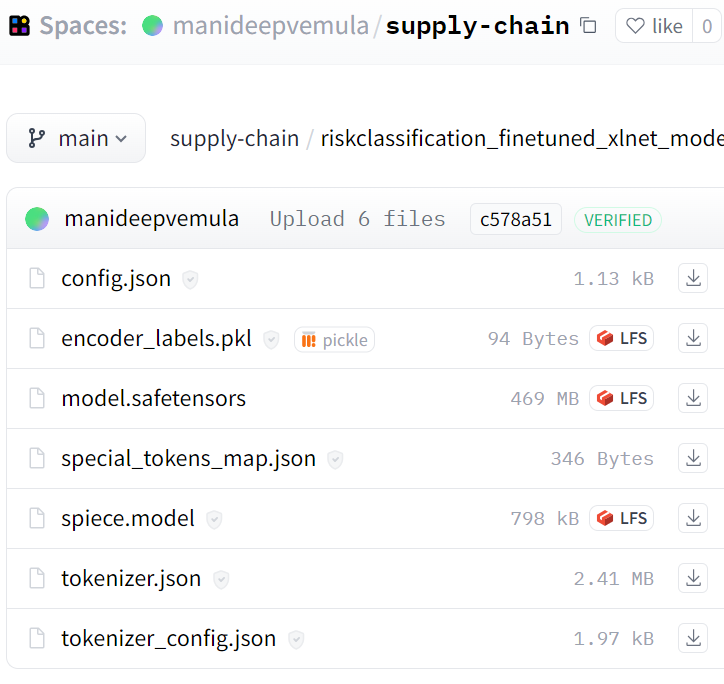 Spaces: manideepvemula/supply-chain like 0
main supply-chain / riskclassification_finetuned_xlnet_mode
manideepvemula Upload 6 files c578a51 VERIFIED
config.json 1.13 kB
encoder_labels.pkl pickle 94 Bytes LFS
model.safetensors 469 MB LFS
special_tokens_map.json 346 Bytes
spiece.model 798 kB LFS
tokenizer.json 2.41 MB
tokenizer_config.json 1.97 kB